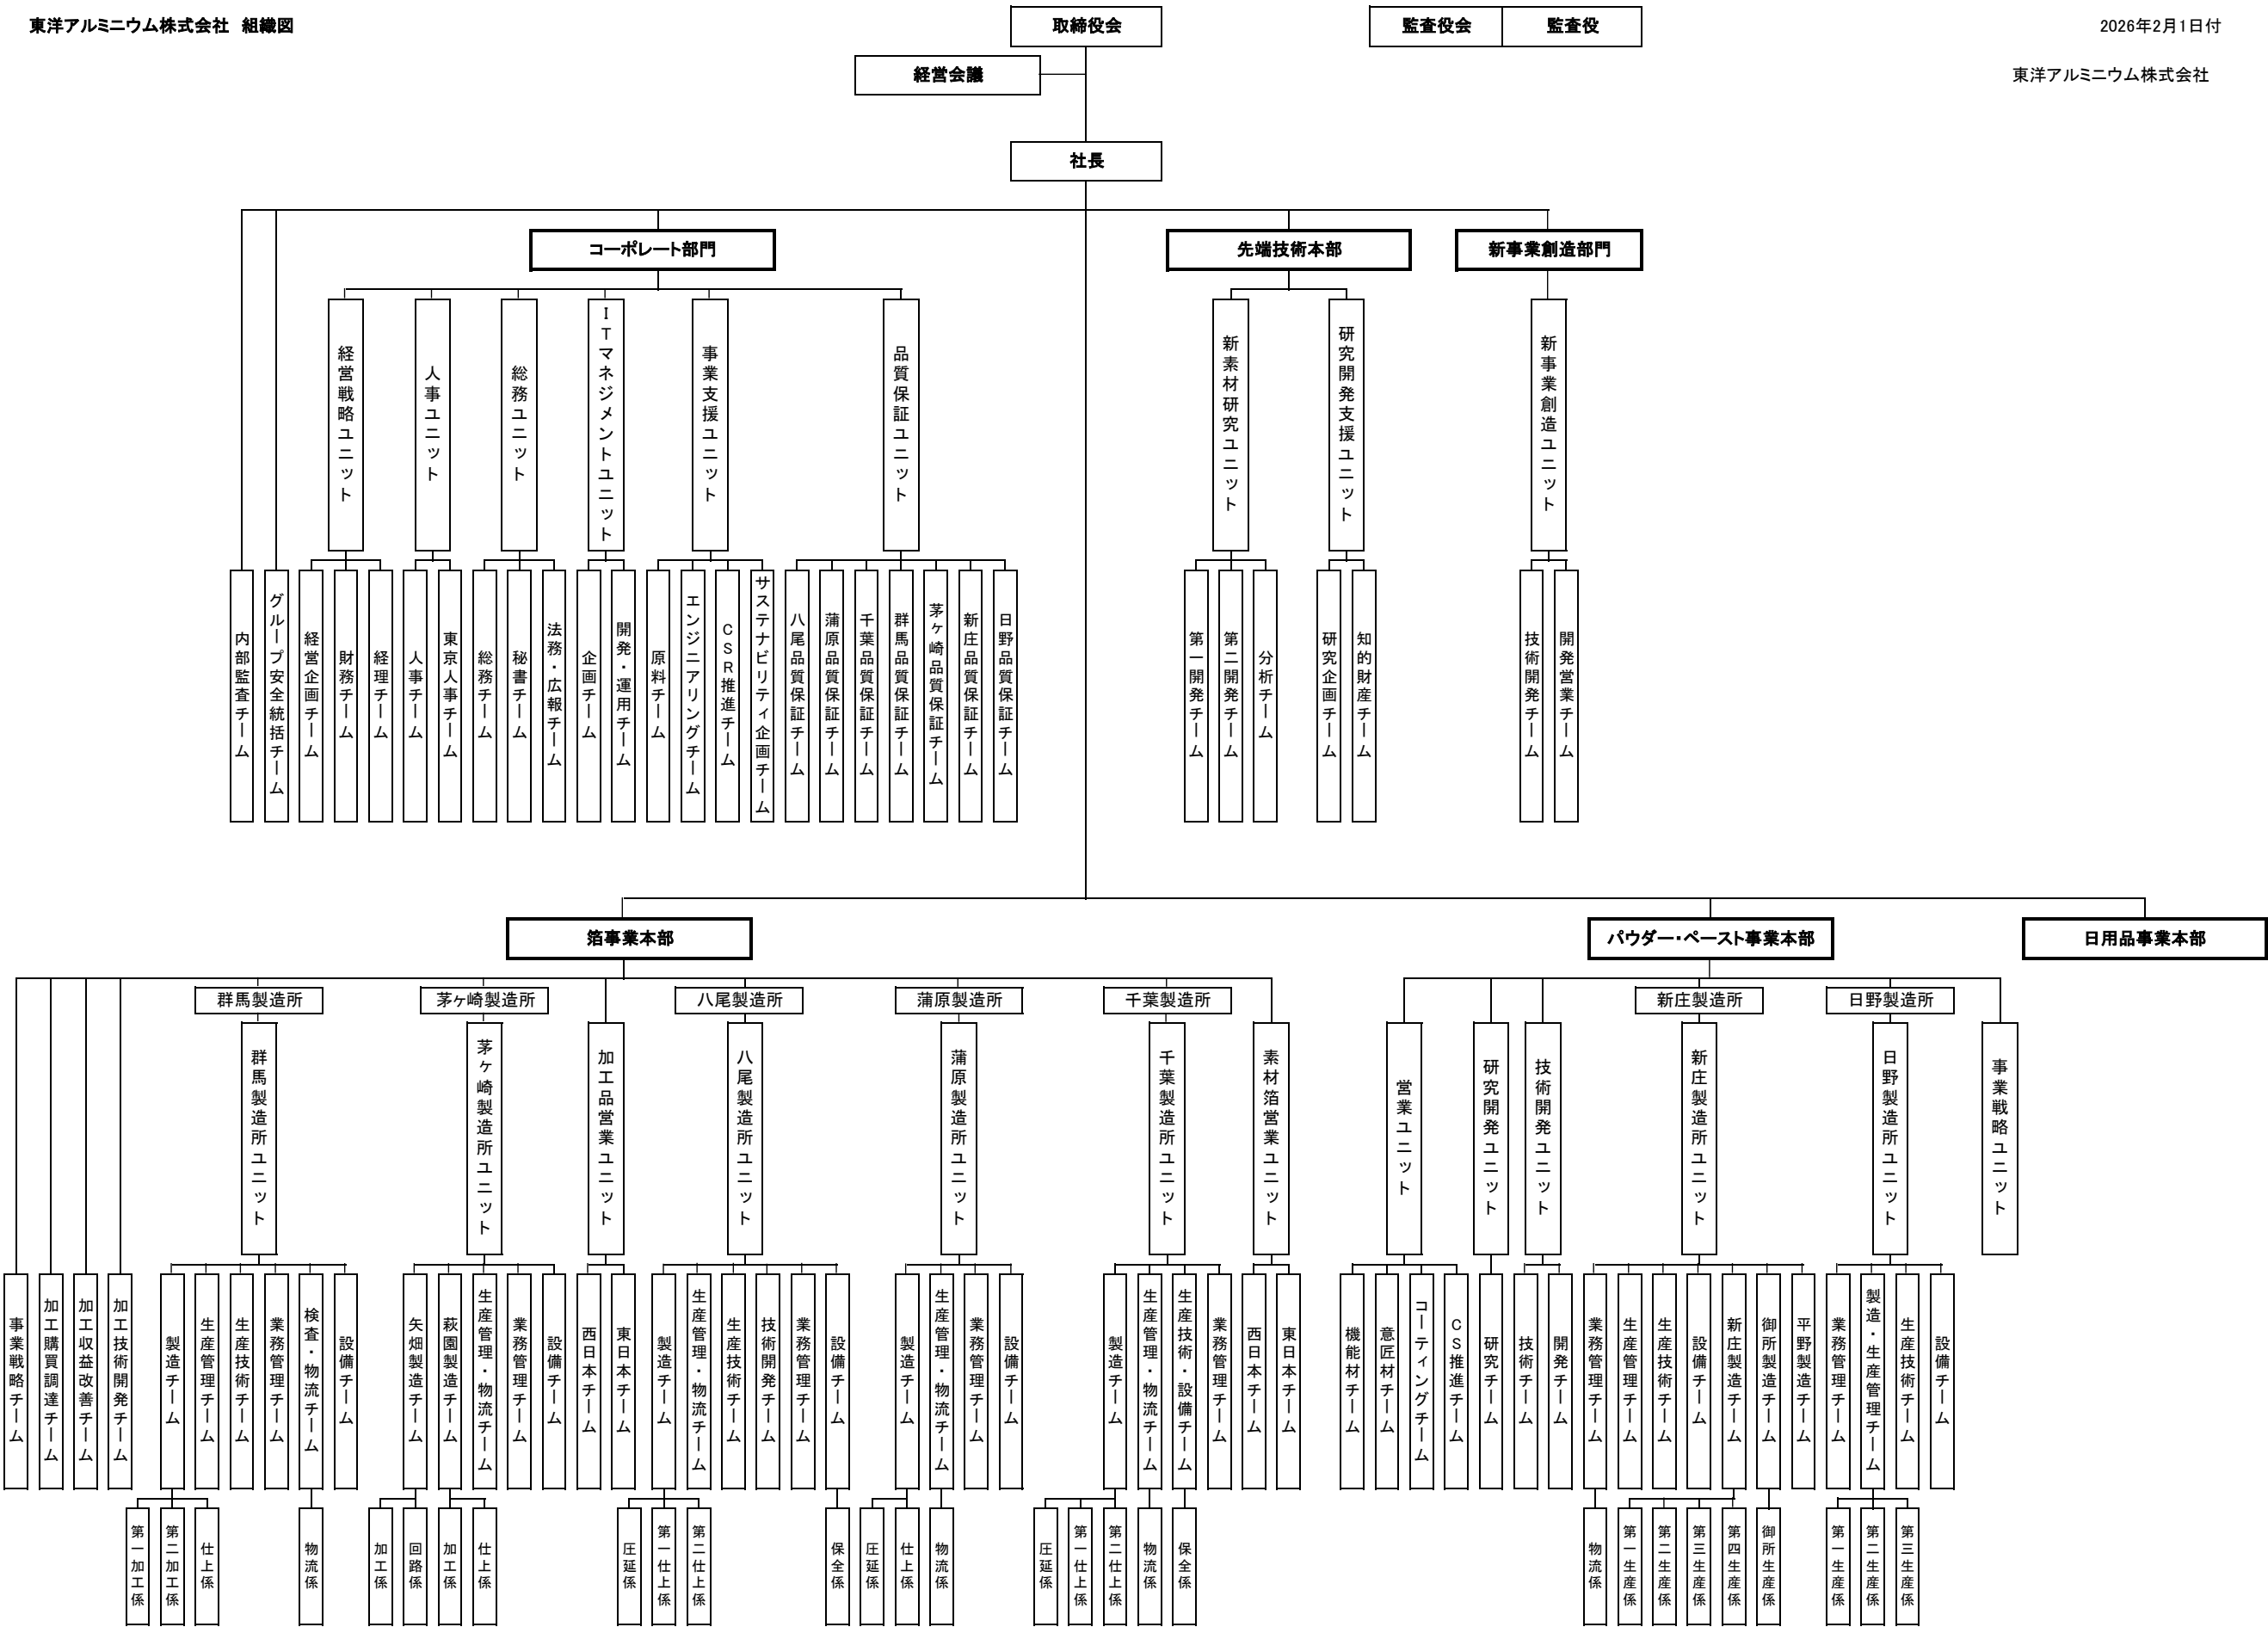 東洋アルミニウム株式会社 組織図
取締役会
監査役会
監査役
2026年2月1日付
経営会議
東洋アルミニウム株式会社
社長
コーポレート部門
先端技術本部
新事業創造部門
経営戦略ユニット
人事ユニット
総務ユニット
ITマネジメントユニット
事業支援ユニット
品質保証ユニット
新素材研究ユニット
研究開発支援ユニット
新事業創造ユニット
内部監査チーム
グループ安全統括チーム
経営企画チーム
財務チーム
経理チーム
人事チーム
東京人事チーム
総務チーム
秘書チーム
法務・広報チーム
企画チーム
開発・運用チーム
原料チーム
エンジニアリングチーム
CSR推進チーム
サステナビリティ企画チーム
八尾品質保証チーム
蒲原品質保証チーム
千葉品質保証チーム
群馬品質保証チーム
茅ヶ崎品質保証チーム
新庄品質保証チーム
日野品質保証チーム
第一開発チーム
第二開発チーム
分析チーム
研究企画チーム
知的財産チーム
技術開発チーム
開発営業チーム
箔事業本部
パウダー・ペースト事業本部
日用品事業本部
群馬製造所
茅ヶ崎製造所
八尾製造所
蒲原製造所
千葉製造所
新庄製造所
日野製造所
群馬製造所ユニット
茅ヶ崎製造所ユニット
加工品営業ユニット
八尾製造所ユニット
蒲原製造所ユニット
千葉製造所ユニット
素材箔営業ユニット
営業ユニット
研究開発ユニット
技術開発ユニット
新庄製造所ユニット
日野製造所ユニット
事業戦略ユニット
事業戦略チーム
加工購買調達チーム
加工収益改善チーム
加工技術開発チーム
製造チーム
生産管理チーム
生産技術チーム
業務管理チーム
検査・物流チーム
設備チーム
矢畑製造チーム
萩園製造チーム
生産管理・物流チーム
業務管理チーム
設備チーム
西日本チーム
東日本チーム
製造チーム
生産管理・物流チーム
生産技術チーム
技術開発チーム
業務管理チーム
設備チーム
製造チーム
生産管理・物流チーム
業務管理チーム
設備チーム
製造チーム
生産管理・物流チーム
生産技術・設備チーム
業務管理チーム
西日本チーム
東日本チーム
機能材チーム
意匠材チーム
コーティングチーム
CS推進チーム
研究チーム
技術チーム
開発チーム
業務管理チーム
生産管理チーム
生産技術チーム
設備チーム
新庄製造チーム
御所製造チーム
平野製造チーム
業務管理チーム
製造・生産管理チーム
生産技術チーム
設備チーム
第一加工係
第二加工係
仕上係
物流係
加工係
回路係
加工係
仕上係
圧延係
第一仕上係
第二仕上係
保全係
圧延係
仕上係
物流係
圧延係
第一仕上係
第二仕上係
物流係
保全係
物流係
第一生産係
第二生産係
第三生産係
第四生産係
御所生産係
第一生産係
第二生産係
第三生産係